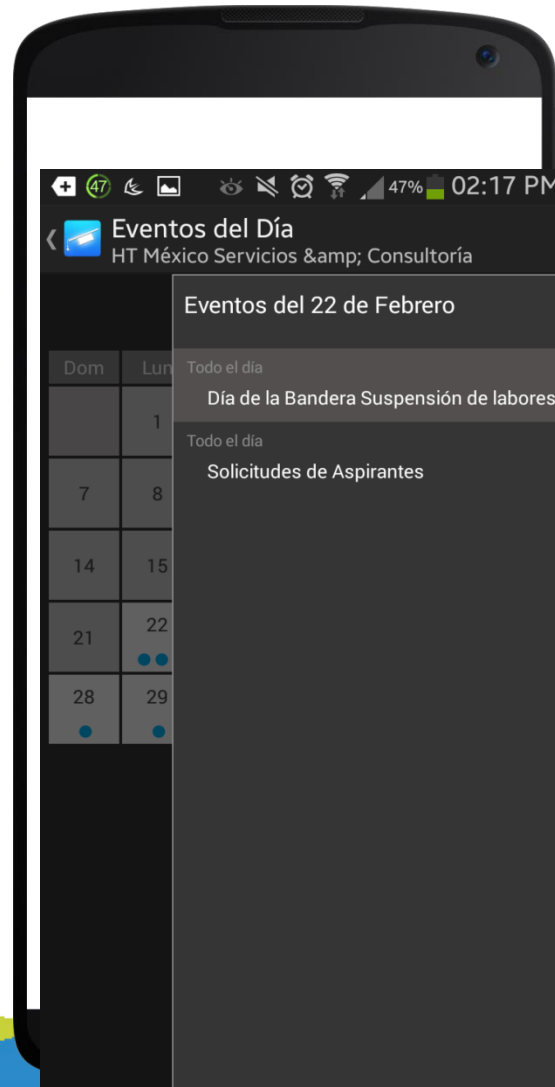 47
47% 02:17 PM
Eventos del Día
HT México Servicios &amp; Consultoría
Eventos del 22 de Febrero
Dom Lun
Todo el día
Día de la Bandera Suspensión de labores
1
Todo el día
Solicitudes de Aspirantes
7 8
14 15
21 22
28 29